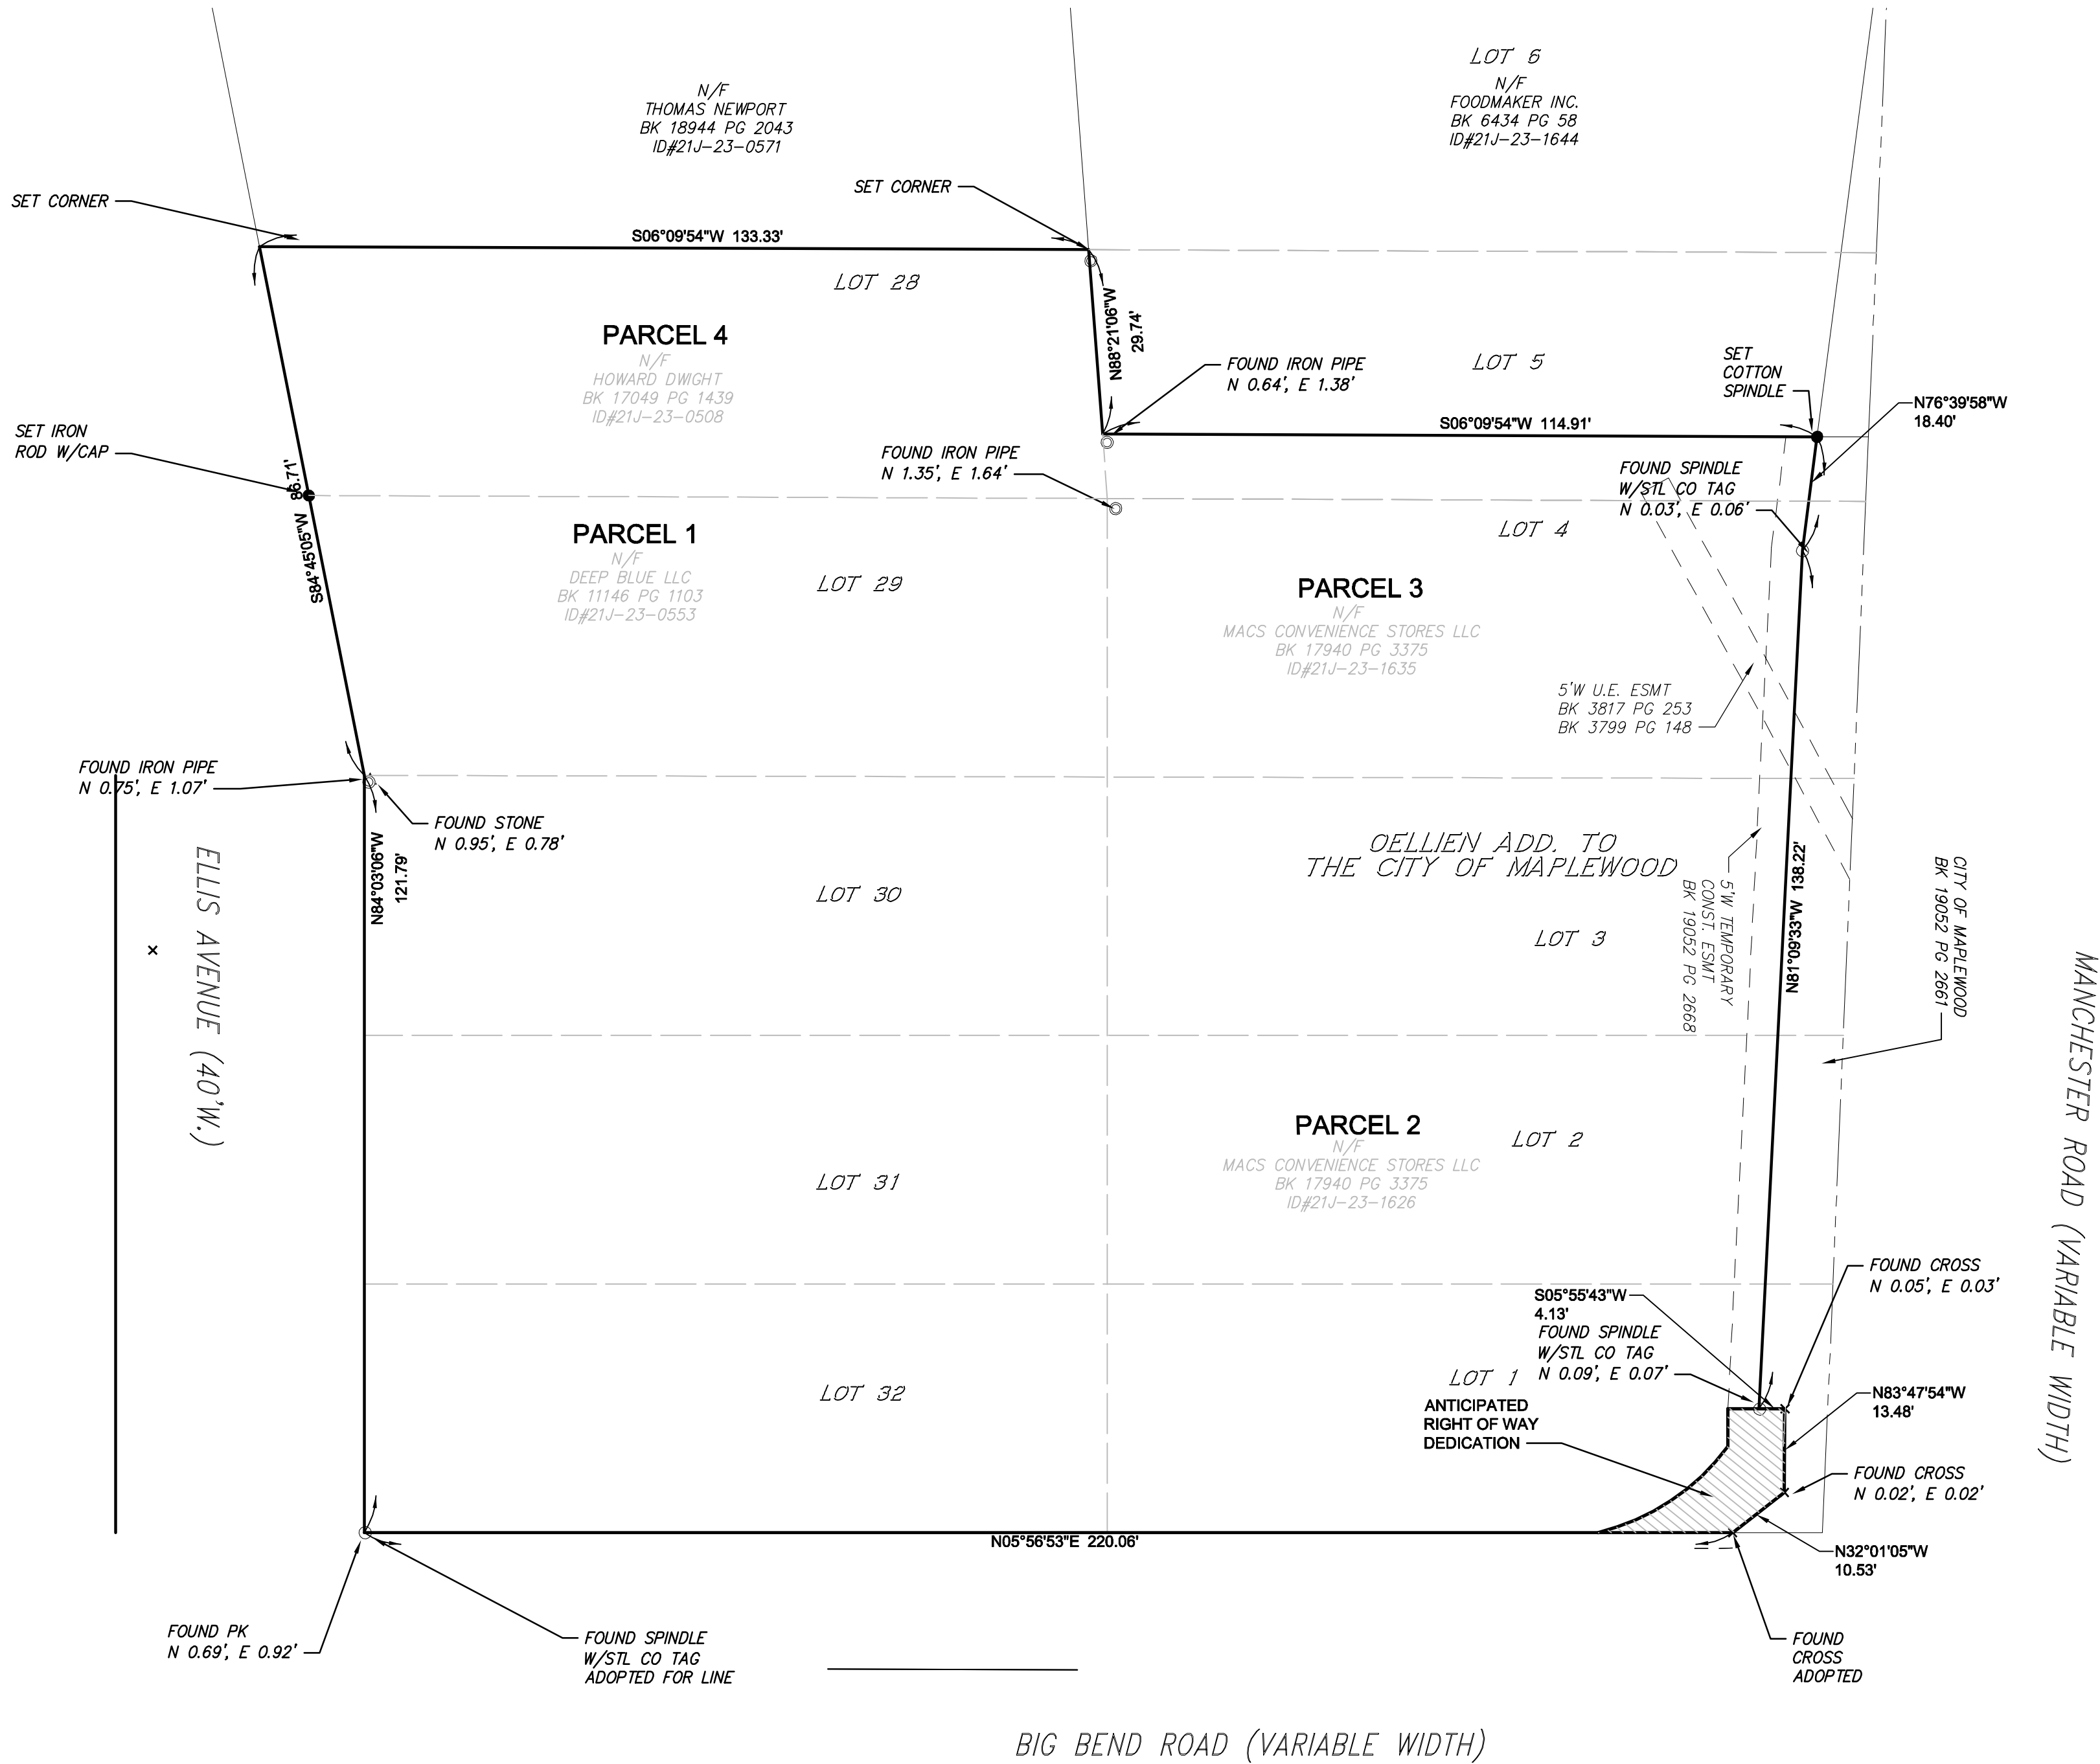 LOT 6
N/F
FOODMAKER INC.
BK 6434 PG 58
ID#21J-23-1644
N/F
THOMAS NEWPORT
BK 18944 PG 2043
ID#21J-23-0571
SET CORNER
SET CORNER
S06°09'54"W 133.33'
LOT 28
PARCEL 4
N/F
HOWARD DWIGHT
BK 17049 PG 1439
ID#21J-23-0508
N88°21'06"W
29.74'
FOUND IRON PIPE
N 0.64', E 1.38'
LOT 5
SET
COTTON
SPINDLE
N76°39'58"W
18.40'
S06°09'54"W 114.91'
SET IRON
ROD W/CAP
FOUND IRON PIPE
N 1.35', E 1.64'
FOUND SPINDLE
W/STL CO TAG
N 0.03', E 0.06'
S84°45'05"W 86.71'
PARCEL 1
N/F
DEEP BLUE LLC
BK 11146 PG 1103
ID#21J-23-0553
LOT 29
LOT 4
PARCEL 3
N/F
MACS CONVENIENCE STORES LLC
BK 17940 PG 3375
ID#21J-23-1635
5'W U.E. ESMT
BK 3817 PG 253
BK 3799 PG 148
FOUND IRON PIPE
N 0.75', E 1.07'
FOUND STONE
N 0.95', E 0.78'
N84°03'06"W
121.79'
ELLIS AVENUE (40'W.)
LOT 30
OELLIEN ADD. TO
THE CITY OF MAPLEWOOD
LOT 3
5'W TEMPORARY
CONST. ESMT
BK 19052 PG 2668
N81°09'33"W 138.22'
CITY OF MAPLEWOOD
BK 19052 PG 2661
MANCHESTER ROAD (VARIABLE WIDTH)
PARCEL 2
N/F
MACS CONVENIENCE STORES LLC
BK 17940 PG 3375
ID#21J-23-1626
LOT 2
LOT 31
FOUND CROSS
N 0.05', E 0.03'
S05°55'43"W
4.13'
FOUND SPINDLE
W/STL CO TAG
N 0.09', E 0.07'
LOT 1
LOT 32
ANTICIPATED
RIGHT OF WAY
DEDICATION
N83°47'54"W
13.48'
FOUND CROSS
N 0.02', E 0.02'
N05°56'53"E 220.06'
N32°01'05"W
10.53'
FOUND PK
N 0.69', E 0.92'
FOUND SPINDLE
W/STL CO TAG
ADOPTED FOR LINE
FOUND
CROSS
ADOPTED
BIG BEND ROAD (VARIABLE WIDTH)